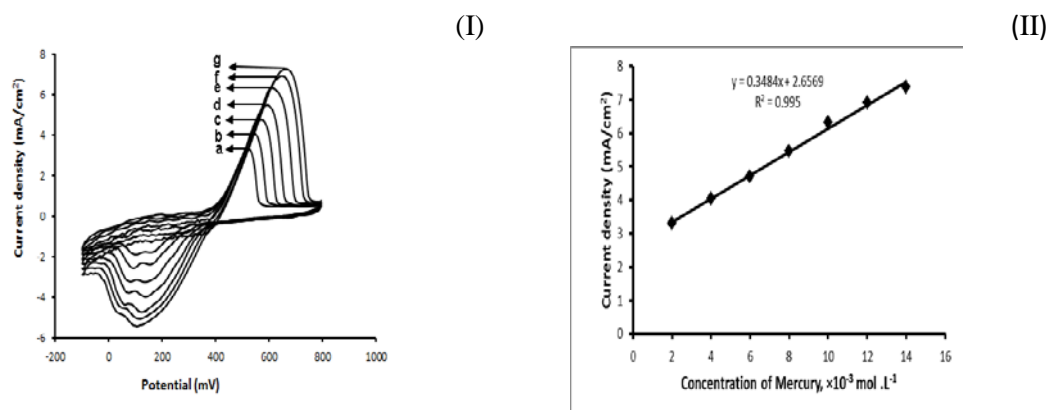 (I)
(II)
8
6
4
2
0
-2
-4
-6
Current density (mA/cm²)
g
f
e
d
c
b
a
-200 0 200 400 600 800 1000
Potential (mV)
8
7
6
5
4
3
2
1
0
Current density (mA/cm²)
y = 0.3484x + 2.6569
R² = 0.995
0 2 4 6 8 10 12 14 16
Concentration of Mercury, ×10⁻³ mol .L⁻¹